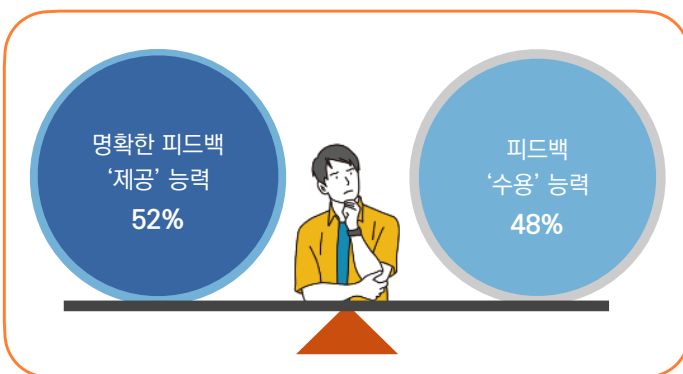 명확한 피드백
‘제공’ 능력
52%
피드백
‘수용’ 능력
48%